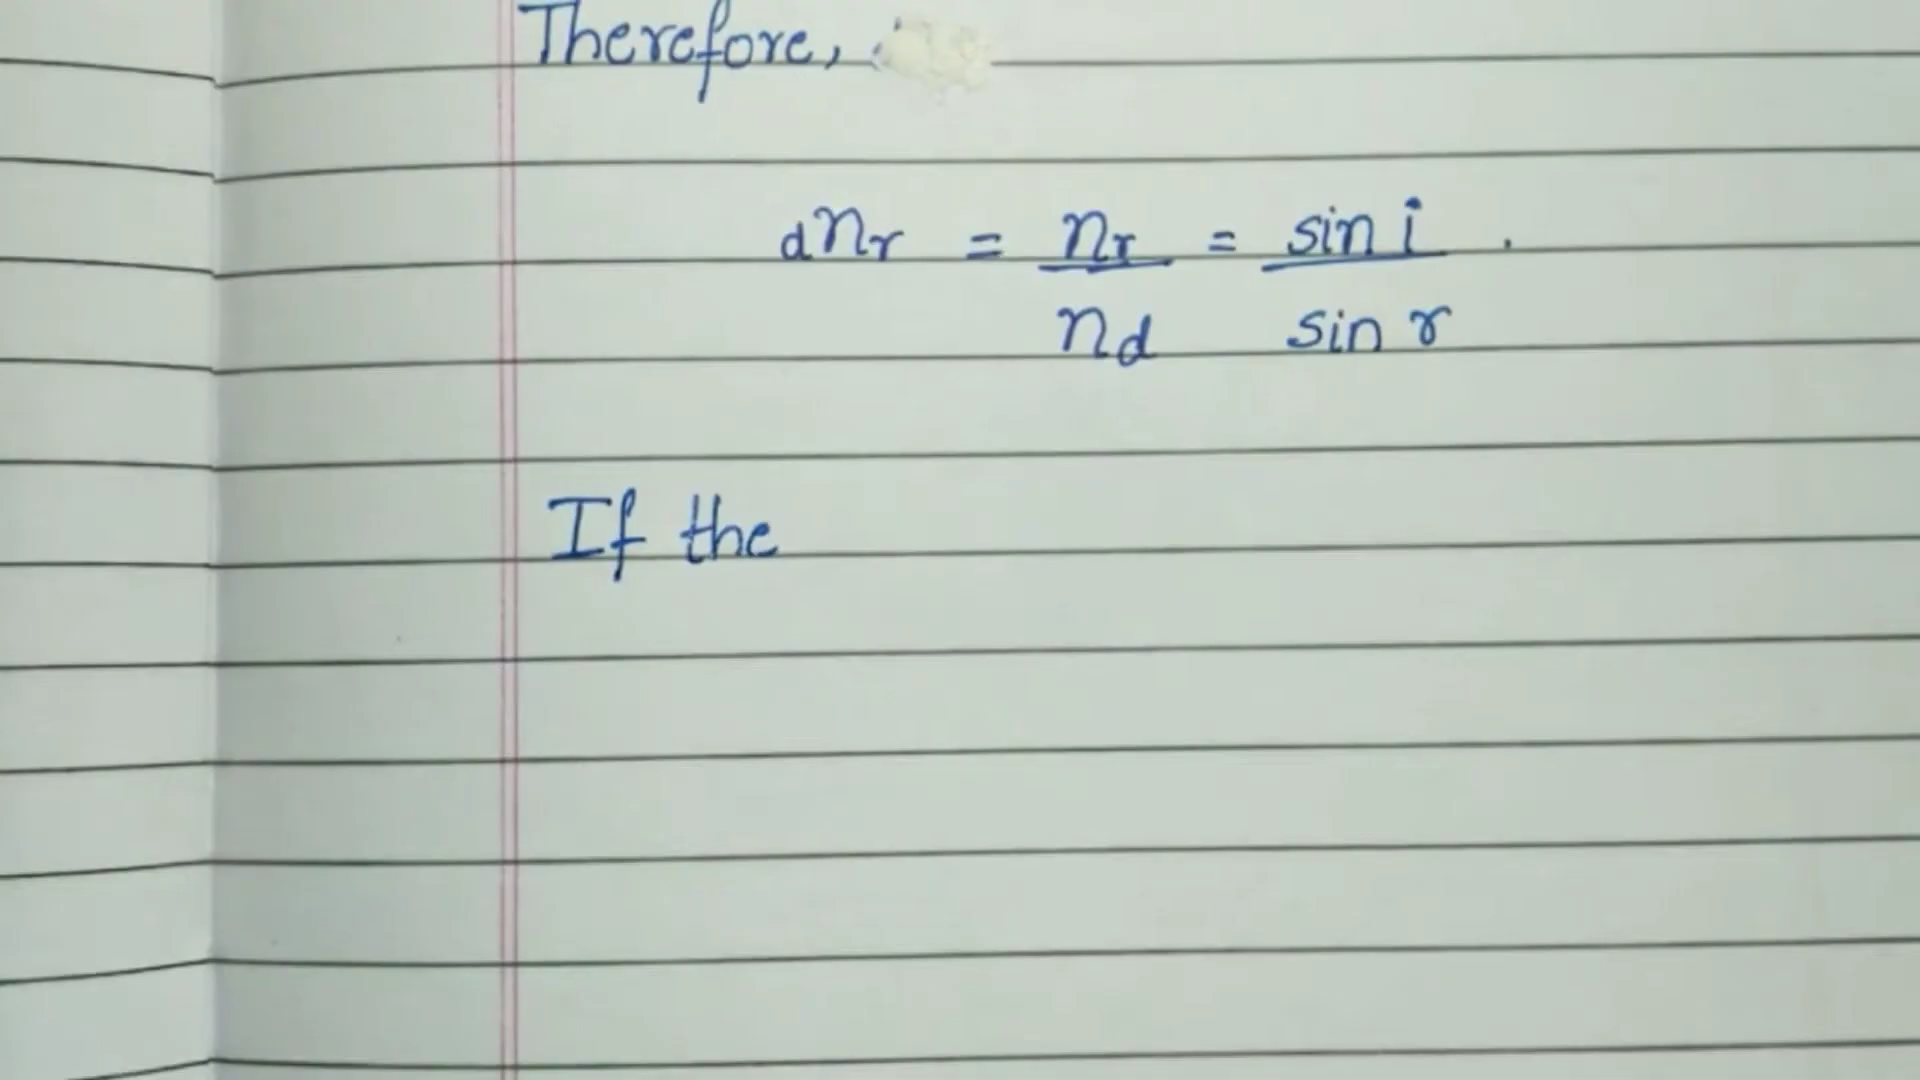 Therefore,
dnr = nr = sin i .
nd sin r
If the